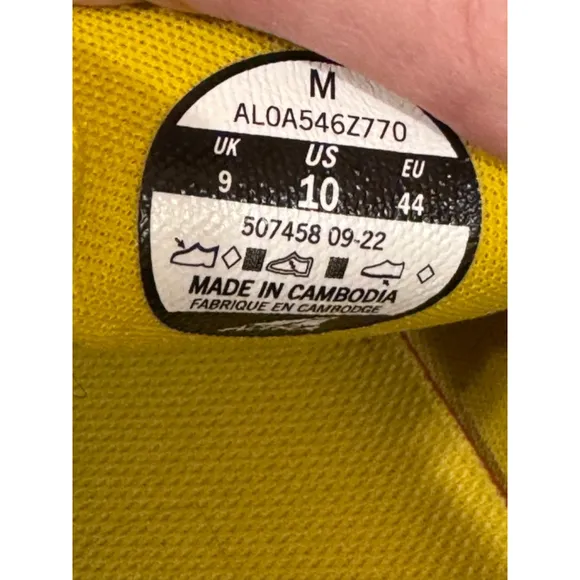 M
AL0A546Z770
UK US EU
9 10 44
507458 09-22
MADE IN CAMBODIA
FABRIQUE EN CAMBODGE